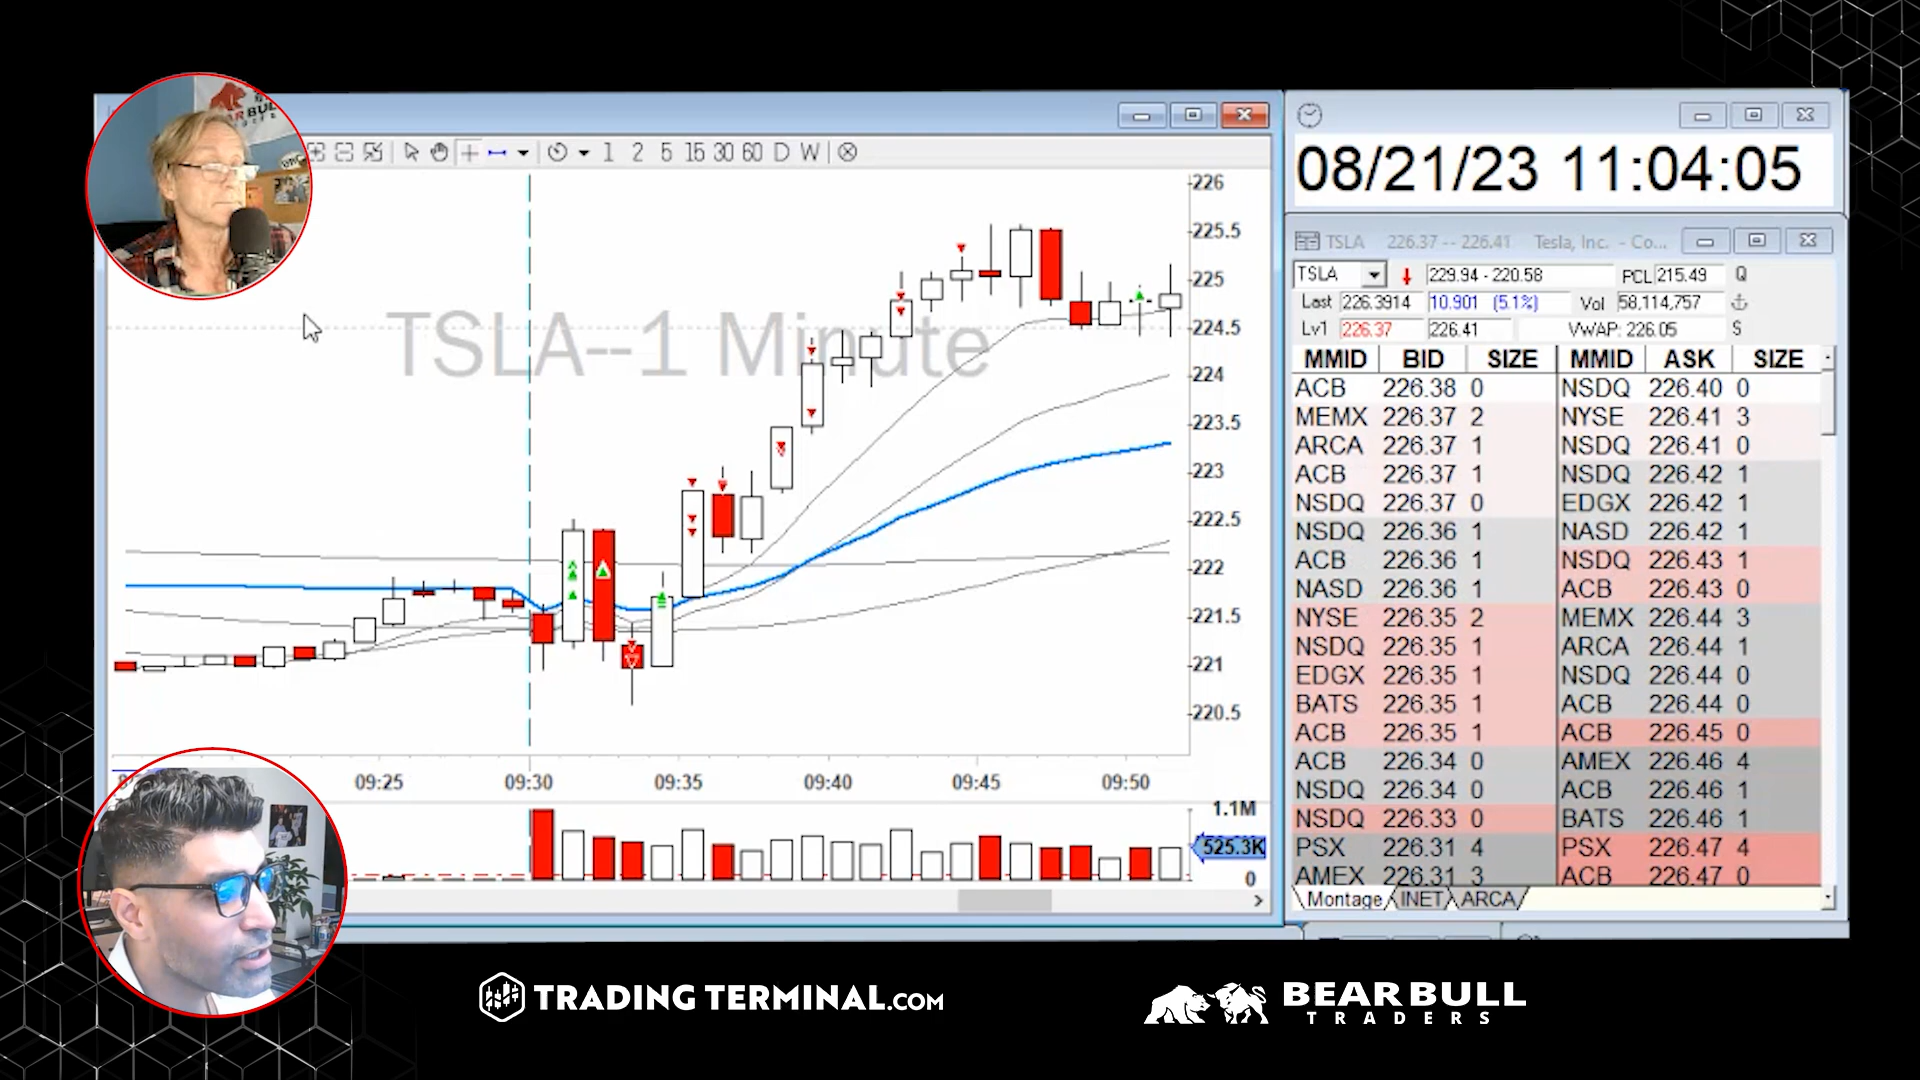 BEAR BULL
1 2 5 15 30 60 D W
TSLA--1 Minute
226
225.5
225
224.5
224
223.5
223
222.5
222
221.5
221
220.5
09:25 09:30 09:35 09:40 09:45 09:50
1.1M
525.3K
0
08/21/23 11:04:05
TSLA 226.37 -- 226.41 Tesla, Inc. - Co...
TSLA 229.94 - 220.58 PCL 215.49 Q
Last 226.3914 10.901 (5.1%) Vol 58,114,757
Lv1 226.37 226.41 VWAP: 226.05 S
MMID BID SIZE MMID ASK SIZE
ACB 226.38 0 NSDQ 226.40 0
MEMX 226.37 2 NYSE 226.41 3
ARCA 226.37 1 NSDQ 226.41 0
ACB 226.37 1 NSDQ 226.42 1
NSDQ 226.37 0 EDGX 226.42 1
NSDQ 226.36 1 NASD 226.42 1
ACB 226.36 1 NSDQ 226.43 1
NASD 226.36 1 ACB 226.43 0
NYSE 226.35 2 MEMX 226.44 3
NSDQ 226.35 1 ARCA 226.44 1
EDGX 226.35 1 NSDQ 226.44 0
BATS 226.35 1 ACB 226.44 0
ACB 226.35 1 ACB 226.45 0
ACB 226.34 0 AMEX 226.46 4
NSDQ 226.34 0 ACB 226.46 1
NSDQ 226.33 0 BATS 226.46 1
PSX 226.31 4 PSX 226.47 4
AMEX 226.31 3 ACB 226.47 0
Montage INET ARCA
TRADING TERMINAL.COM
BEAR BULL
TRADERS